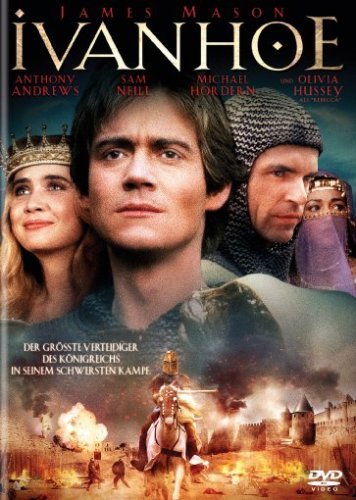 JAMES MASON
IVANHOE
ANTHONY ANDREWS
SAM NEILL
MICHAEL HORDERN
UND OLIVIA HUSSEY
ALS "REBECCA"
DER GRÖSSTE VERTEIDIGER
DES KÖNIGREICHS
IN SEINEM SCHWERSTEN KAMPF.
DVD
VIDEO